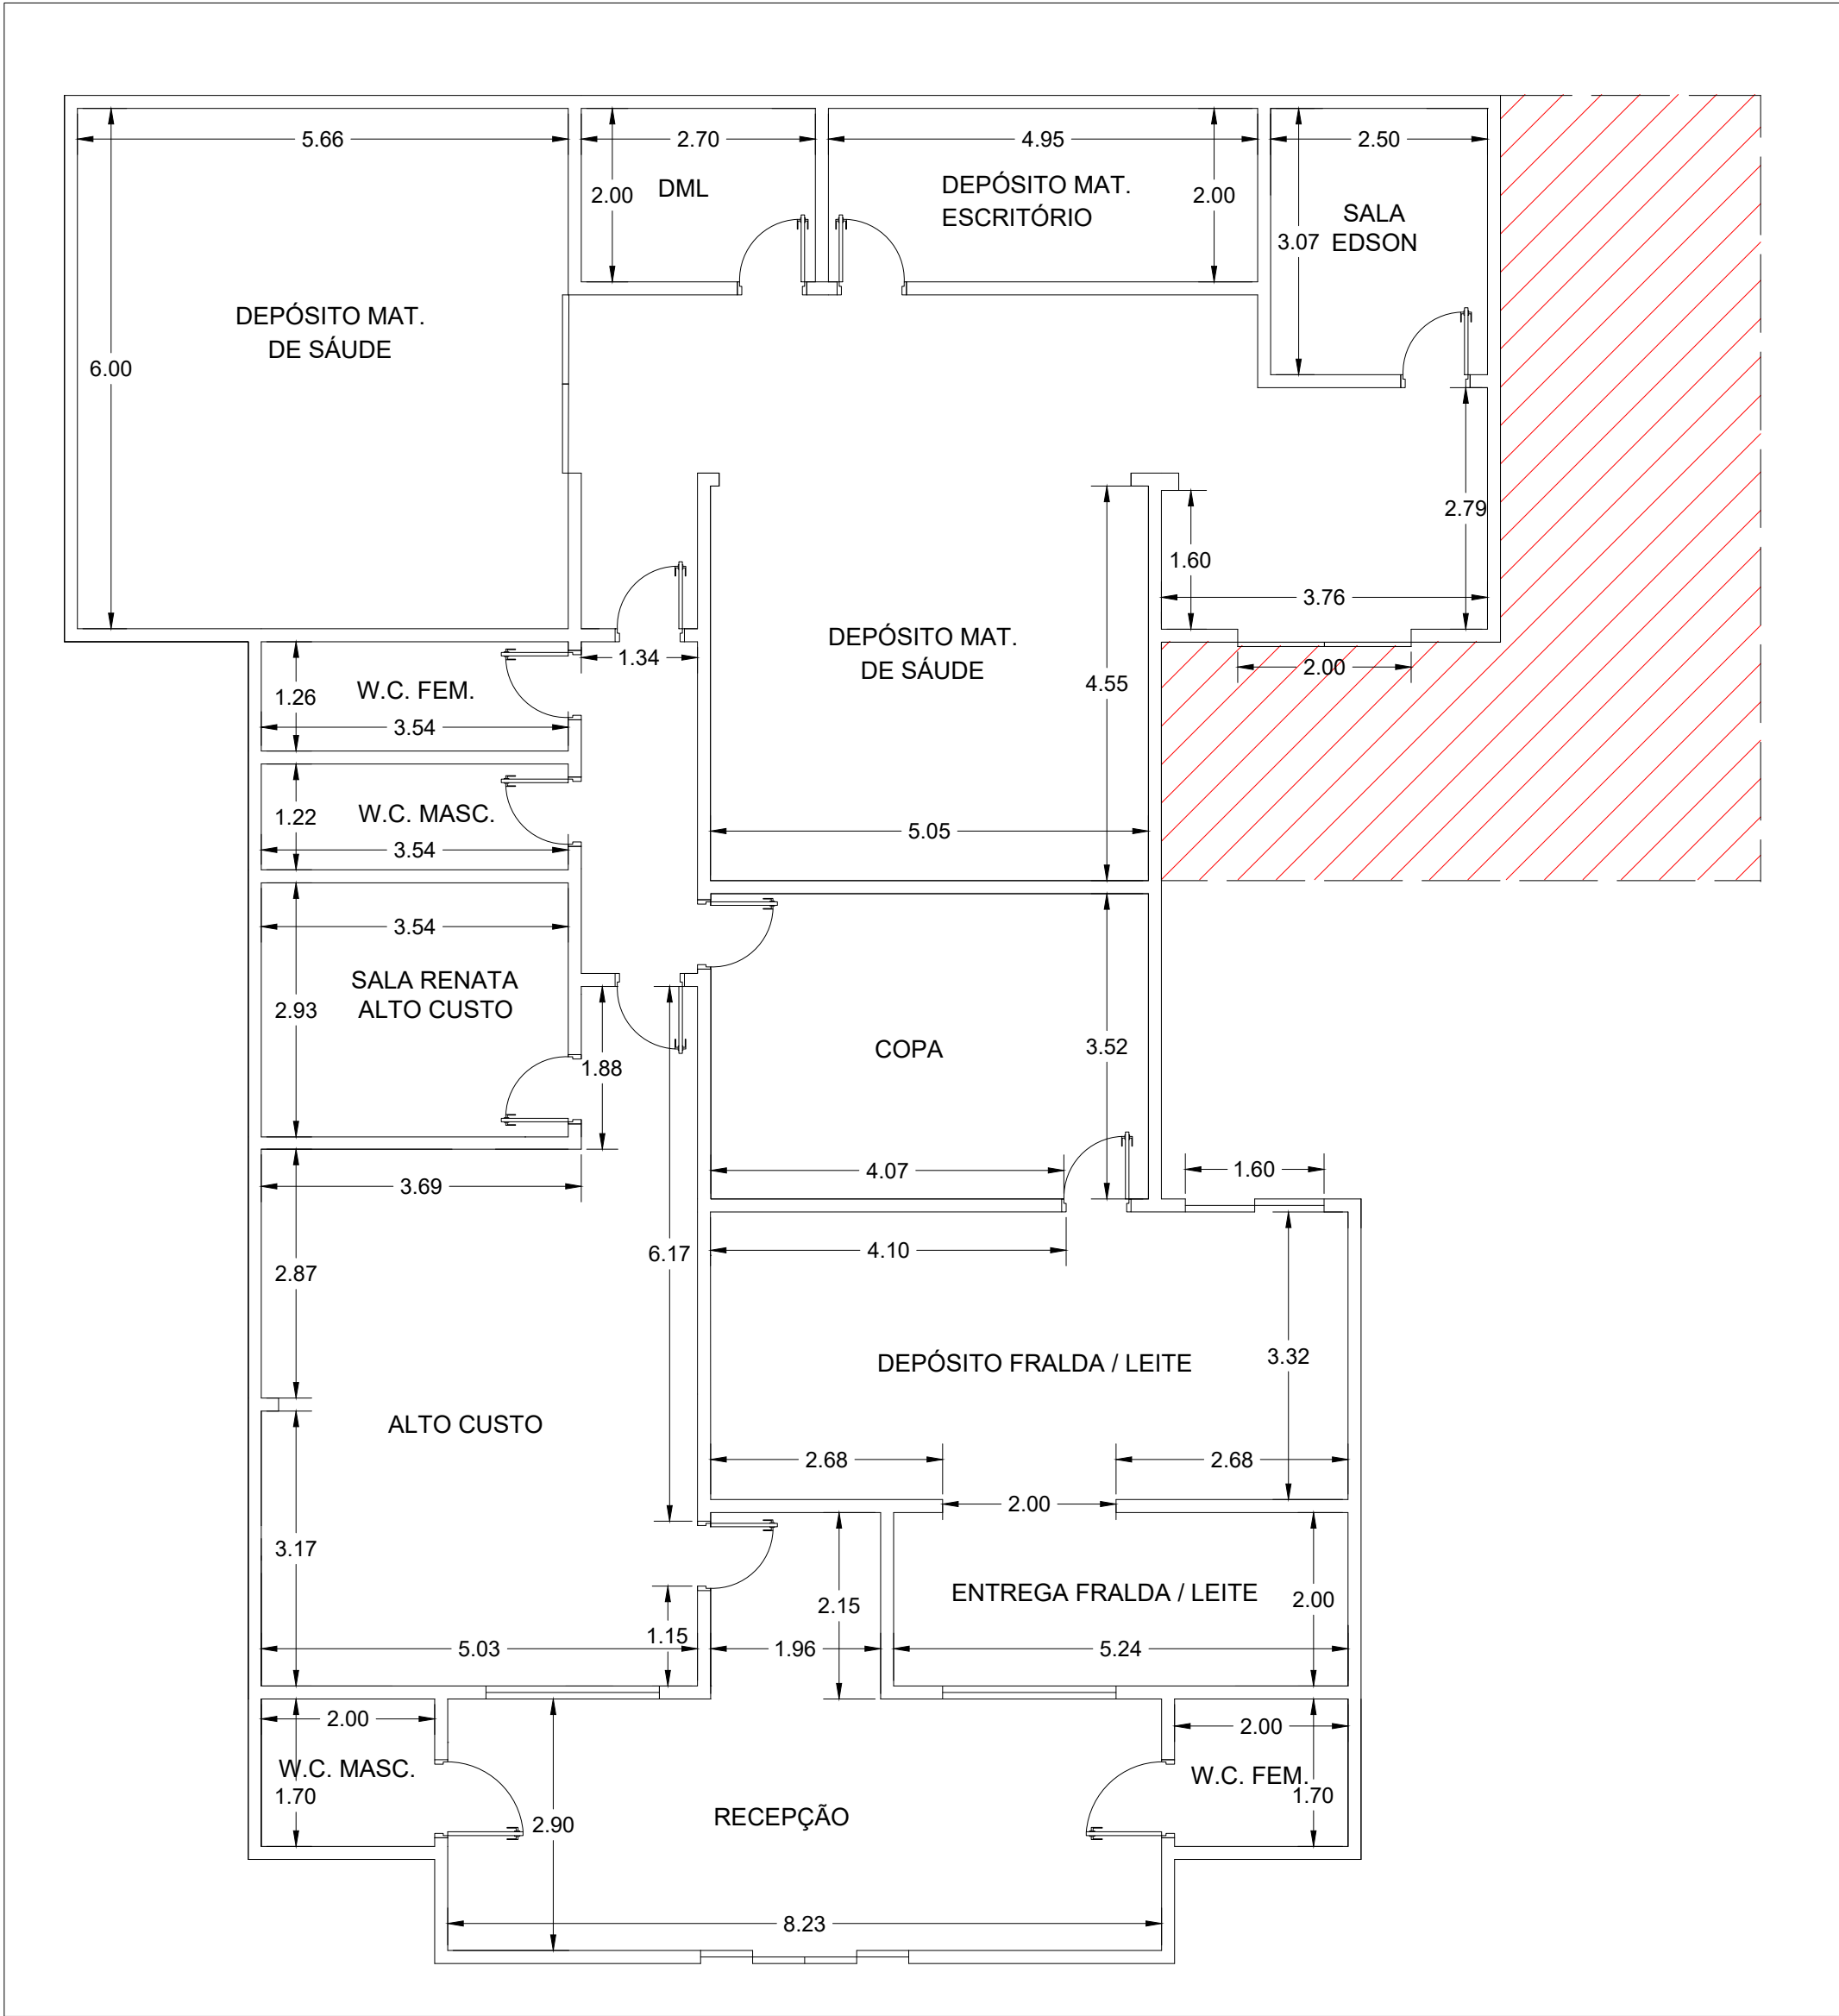 5.66
2.70
4.95
2.50
DML
2.00
DEPÓSITO MAT.
ESCRITÓRIO
2.00
SALA
EDSON
3.07
DEPÓSITO MAT.
DE SÁUDE
6.00
2.79
1.60
3.76
DEPÓSITO MAT.
DE SÁUDE
1.34
2.00
4.55
W.C. FEM.
1.26
3.54
W.C. MASC.
1.22
3.54
5.05
3.54
SALA RENATA
ALTO CUSTO
2.93
COPA
3.52
1.88
4.07
1.60
3.69
4.10
6.17
2.87
DEPÓSITO FRALDA / LEITE
3.32
ALTO CUSTO
2.68
2.68
2.00
3.17
ENTREGA FRALDA / LEITE
2.00
2.15
1.15
5.03
1.96
5.24
2.00
2.00
W.C. MASC.
W.C. FEM.
1.70
1.70
RECEPÇÃO
2.90
8.23